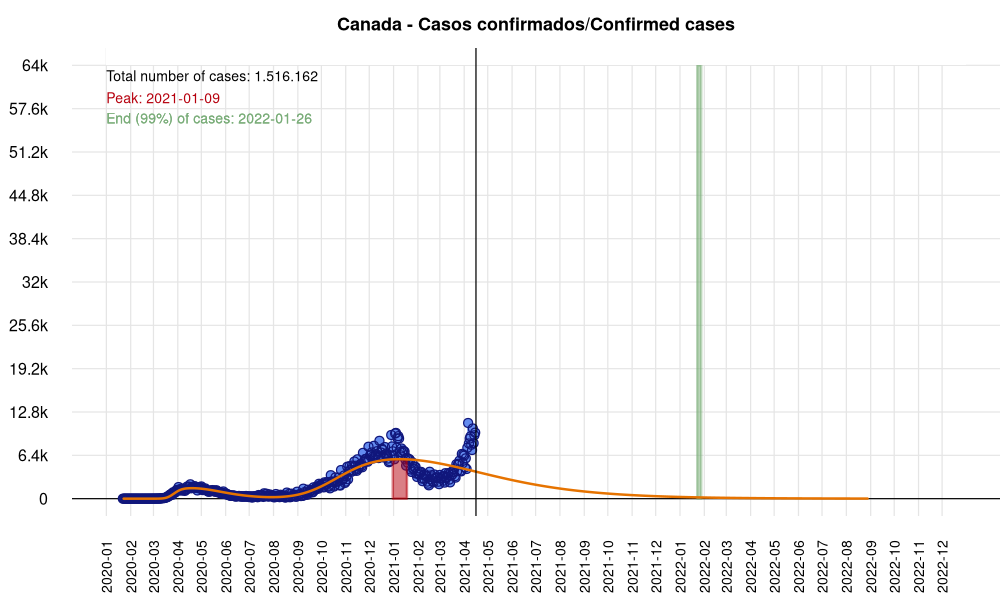 Canada - Casos confirmados/Confirmed cases
Total number of cases: 1.516.162
Peak: 2021-01-09
End (99%) of cases: 2022-01-26
64k
57.6k
51.2k
44.8k
38.4k
32k
25.6k
19.2k
12.8k
6.4k
0
2020-01
2020-02
2020-03
2020-04
2020-05
2020-06
2020-07
2020-08
2020-09
2020-10
2020-11
2020-12
2021-01
2021-02
2021-03
2021-04
2021-05
2021-06
2021-07
2021-08
2021-09
2021-10
2021-11
2021-12
2022-01
2022-02
2022-03
2022-04
2022-05
2022-06
2022-07
2022-08
2022-09
2022-10
2022-11
2022-12